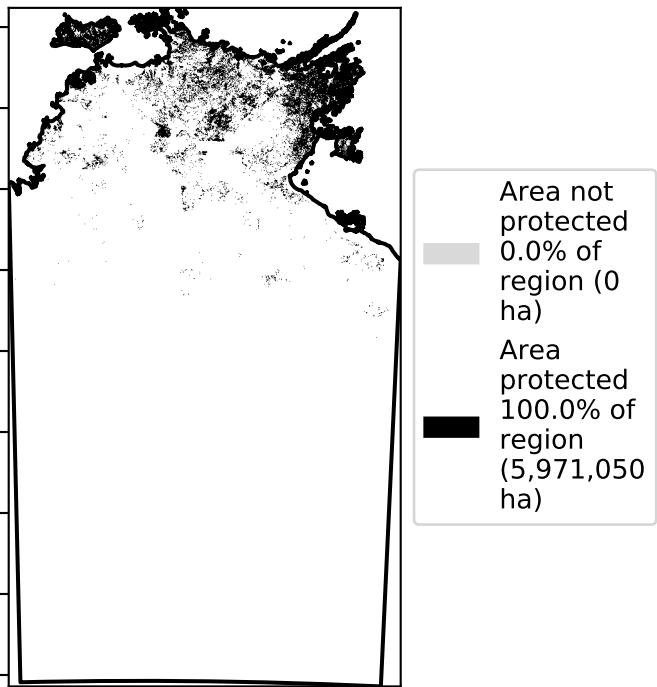 Area not
protected
0.0% of
region (0
ha)
Area
protected
100.0% of
region
(5,971,050
ha)